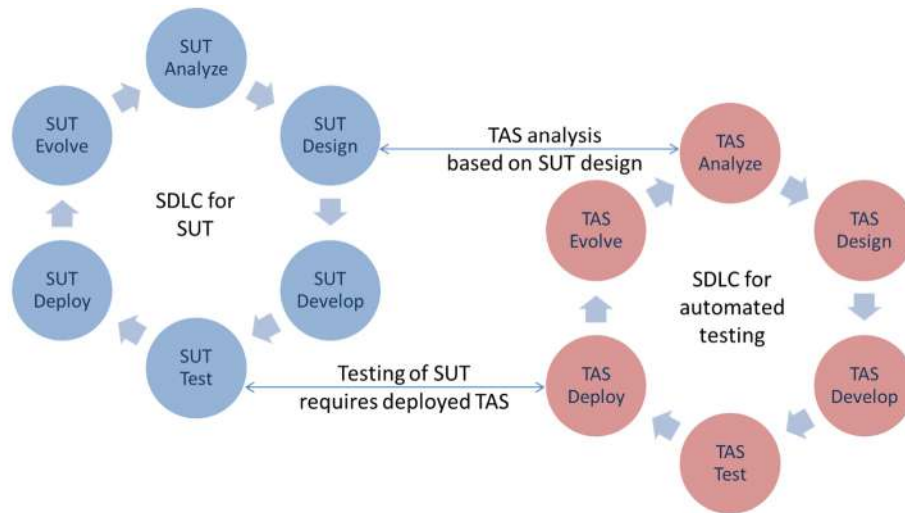 SUT
Analyze
SUT
Evolve
SUT
Design
SDLC for
SUT
SUT
Deploy
SUT
Develop
SUT
Test
TAS analysis
based on SUT design
Testing of SUT
requires deployed TAS
TAS
Analyze
TAS
Evolve
TAS
Design
SDLC for
automated
testing
TAS
Deploy
TAS
Develop
TAS
Test